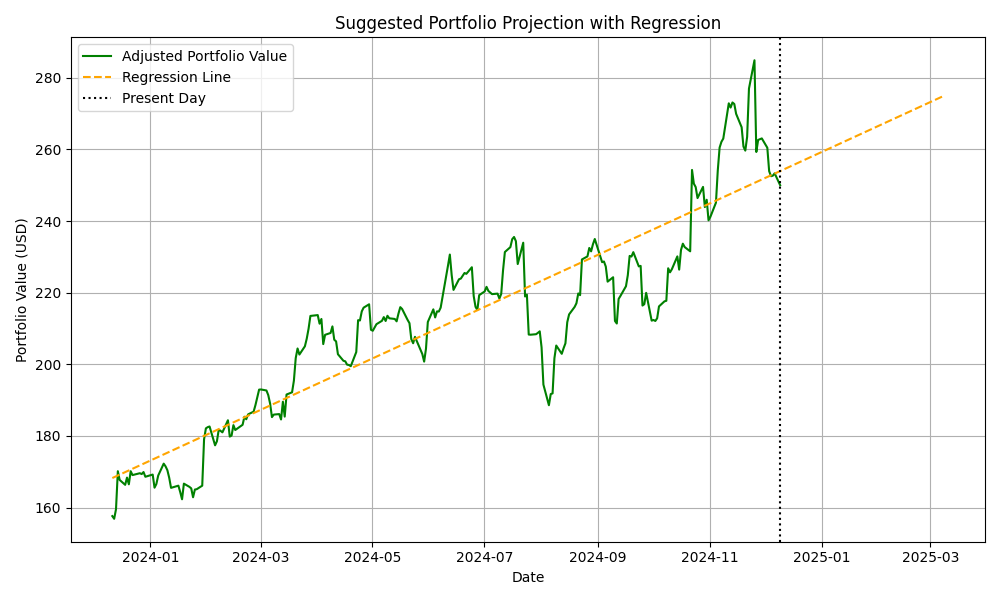 Suggested Portfolio Projection with Regression
Adjusted Portfolio Value
Regression Line
Present Day
Portfolio Value (USD)
280
260
240
220
200
180
160
2024-01
2024-03
2024-05
2024-07
2024-09
2024-11
2025-01
2025-03
Date